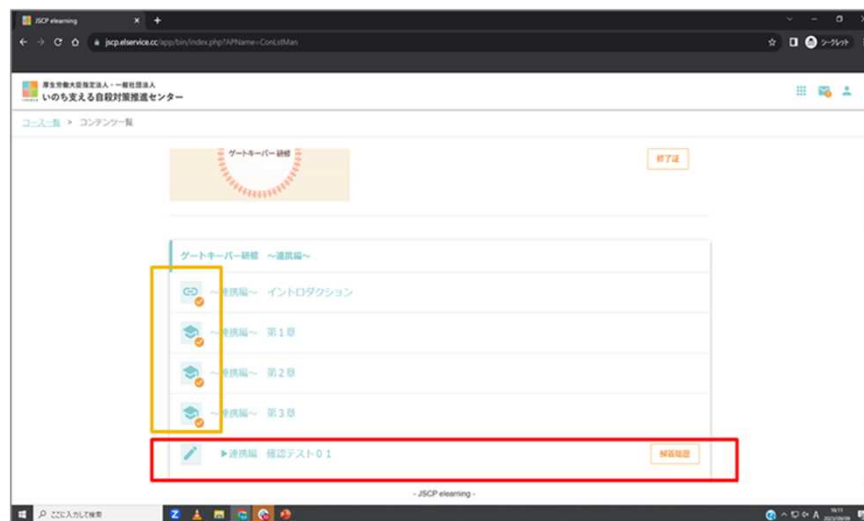 JSCP elearning
jscp.elservice.cc/app/bin/index.php?APName=ConLstMan
シークレット
厚生労働大臣指定法人・一般社団法人
いのち支える自殺対策推進センター
コース一覧 > コンテンツ一覧
ゲートキーパー研修
修了証
ゲートキーパー研修 ～連携編～
～連携編～ イントロダクション
～連携編～ 第1章
～連携編～ 第2章
～連携編～ 第3章
▶連携編 確認テスト01
解答履歴
- JSCP elearning -
ここに入力して検索
A
16:11